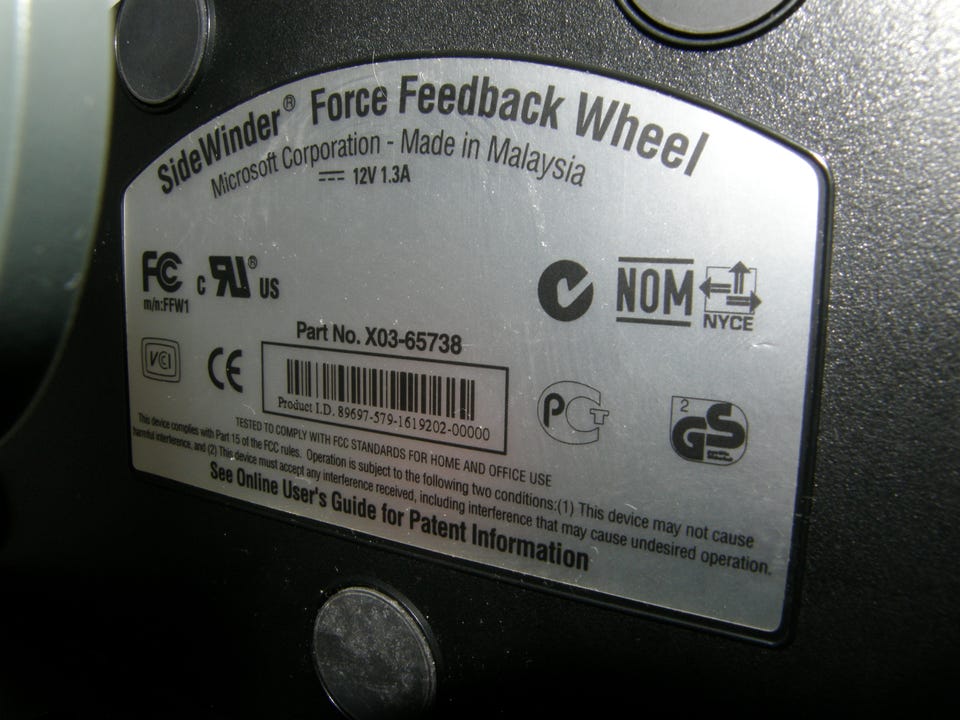 SideWinder® Force Feedback Wheel
Microsoft Corporation - Made in Malaysia
12V 1.3A
FC
m/n:FFW1
C RU ® US
NOM
NYCE
Part No. X03-65738
VCI
CE
Product I.D. 89697-579-1619202-00000
PCT
2
GS
TESTED TO COMPLY WITH FCC STANDARDS FOR HOME AND OFFICE USE
This device complies with Part 15 of the FCC rules. Operation is subject to the following two conditions:(1) This device may not cause
harmful interference, and (2) This device must accept any interference received, including interference that may cause undesired operation.
See Online User's Guide for Patent Information